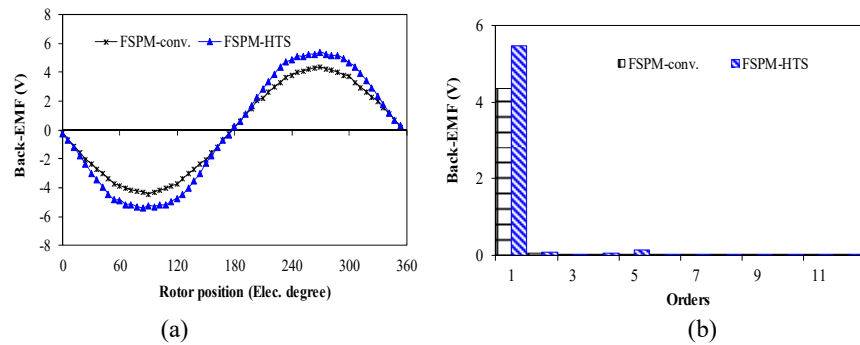 (a)
FSPM-conv. FSPM-HTS
8
6
4
2
0
-2
-4
-6
-8
Back-EMF (V)
0 60 120 180 240 300 360
Rotor position (Elec. degree)
(a)
(b)
FSPM-conv. FSPM-HTS
6
4
2
0
Back-EMF (V)
1 3 5 7 9 11
Orders
(b)